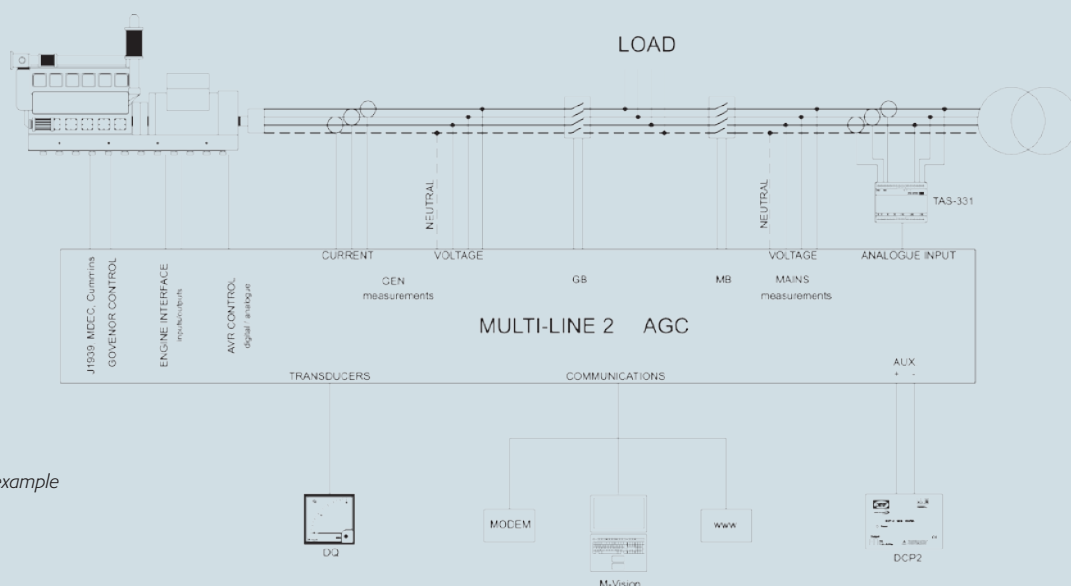 LOAD
NEUTRAL
NEUTRAL
TAS-331
J1939, MDEC, Cummins
GOVENOR CONTROL
ENGINE INTERFACE
inputs/outputs
AVR CONTROL
digital / analogue
CURRENT
VOLTAGE
VOLTAGE
ANALOGUE INPUT
GEN
measurements
GB
MB
MAINS
measurements
MULTI-LINE 2 AGC
TRANSDUCERS
COMMUNICATIONS
AUX
+ -
example
MODEM
www
DQ
DCP2
M-Vision